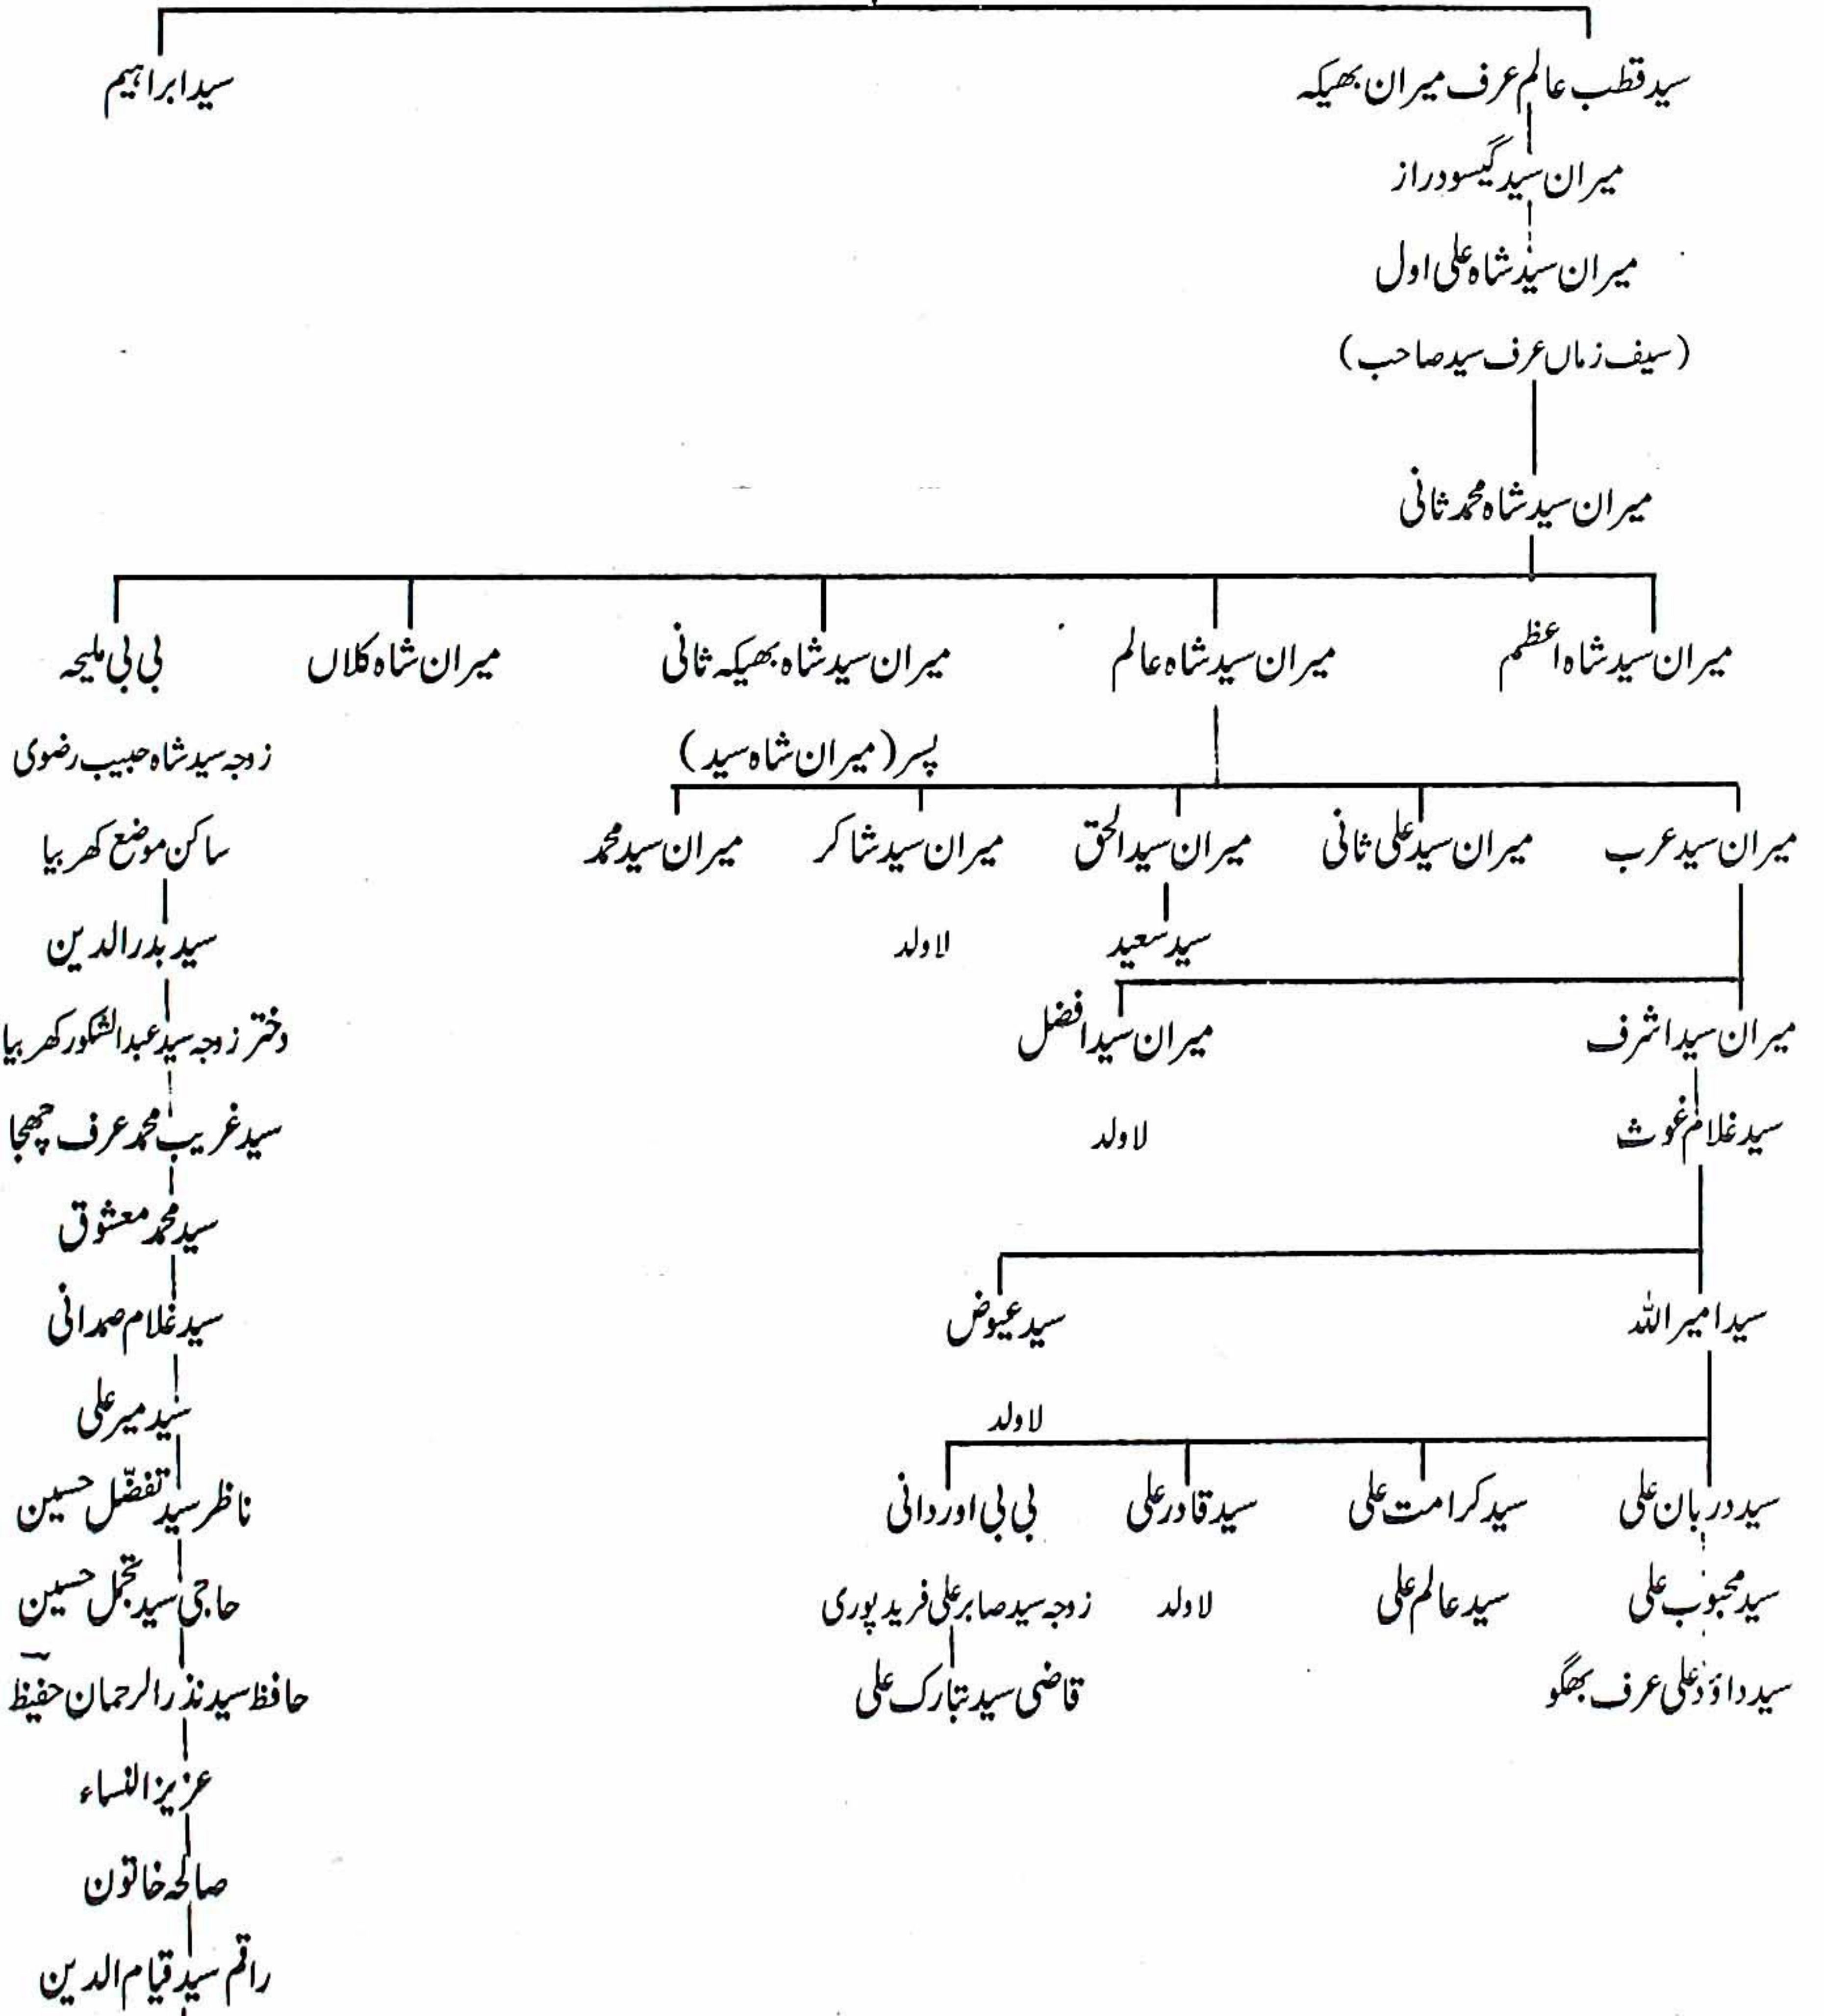 سید قطب عالم عرف میران بھیکہ
سید ابراہیم
میران سید گیسودراز
میران سید شاہ علی اول
(سیف زماں عرف سید صاحب)
میران سید شاہ محمد ثانی
میران سید شاہ اعظم
میران سید شاہ عالم
میران سید شاہ بھیکہ ثانی
میران شاہ کلاں
بی بی ملیحہ
پسر (میران شاہ سید)
زوجہ سید شاہ حبیب رضوی
میران سید عرب
میران سید علی ثانی
میران سید الحق
میران سید شاکر
میران سید محمد
ساکن موضع کھربیا
سید سعید
لاولد
سید بدرالدین
میران سید اشرف
میران سید افضل
دختر زوجہ سید عبدالشکور کھربیا
سید غلام غوث
لاولد
سید غریب محمد عرف چھجا
سید محمد معشوق
سید امیر اللہ
سید عیوض
سید غلام صمدانی
لاولد
سید میر علی
سید دربان علی
سید کرامت علی
سید قادر علی
بی بی اوردانی
ناظر سید تفضّل حسین
سید محبوب علی
سید عالم علی
لاولد
زوجہ سید صابر علی فرید پوری
حاجی سید تجمل حسین
سید داؤد علی عرف بھگو
قاضی سید تبارک علی
حافظ سید نذر الرحمان حفیظ
عزیز النساء
صالحہ خاتون
راقم سید قیام الدین